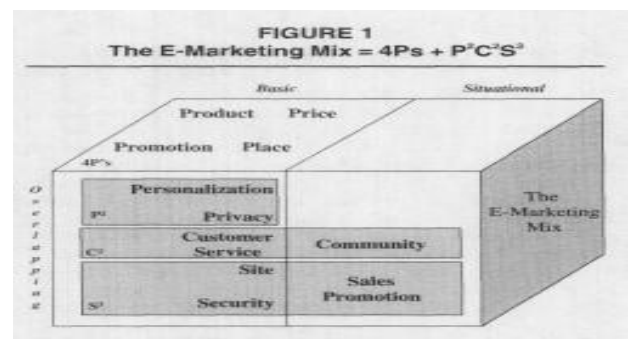 FIGURE 1
The E-Marketing Mix = 4Ps + P²C²S³
Basic Situational
Product Price
Promotion Place
4P's
Overlapping
Personalization
P² Privacy
Customer
C² Service Community
Site
Sales
S³ Security Promotion
The
E-Marketing
Mix